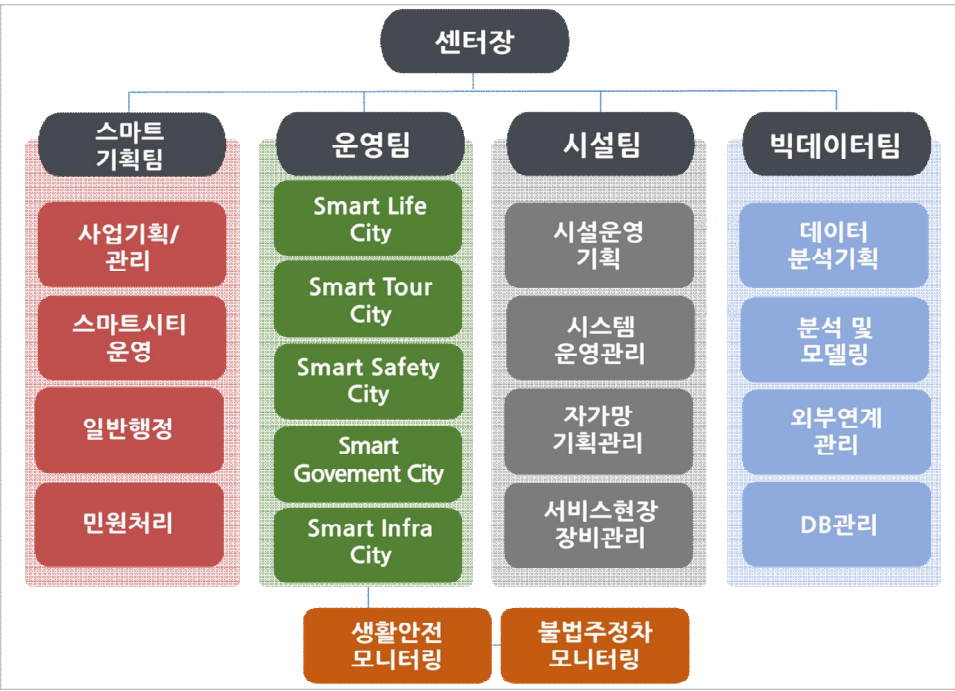 센터장
스마트
기획팀
사업기획/
관리
스마트시티
운영
일반행정
민원처리
운영팀
Smart Life
City
Smart Tour
City
Smart Safety
City
Smart
Govement City
Smart Infra
City
시설팀
시설운영
기획
시스템
운영관리
자가망
기획관리
서비스현장
장비관리
빅데이터팀
데이터
분석기획
분석 및
모델링
외부연계
관리
DB관리
생활안전
모니터링
불법주정차
모니터링